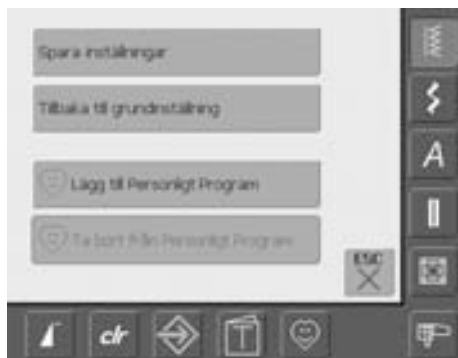 Spara inställningar
Tillbaka till grundinställning
Lägg till Personligt Program
Ta bort från Personligt Program
ESC
A
clr
T